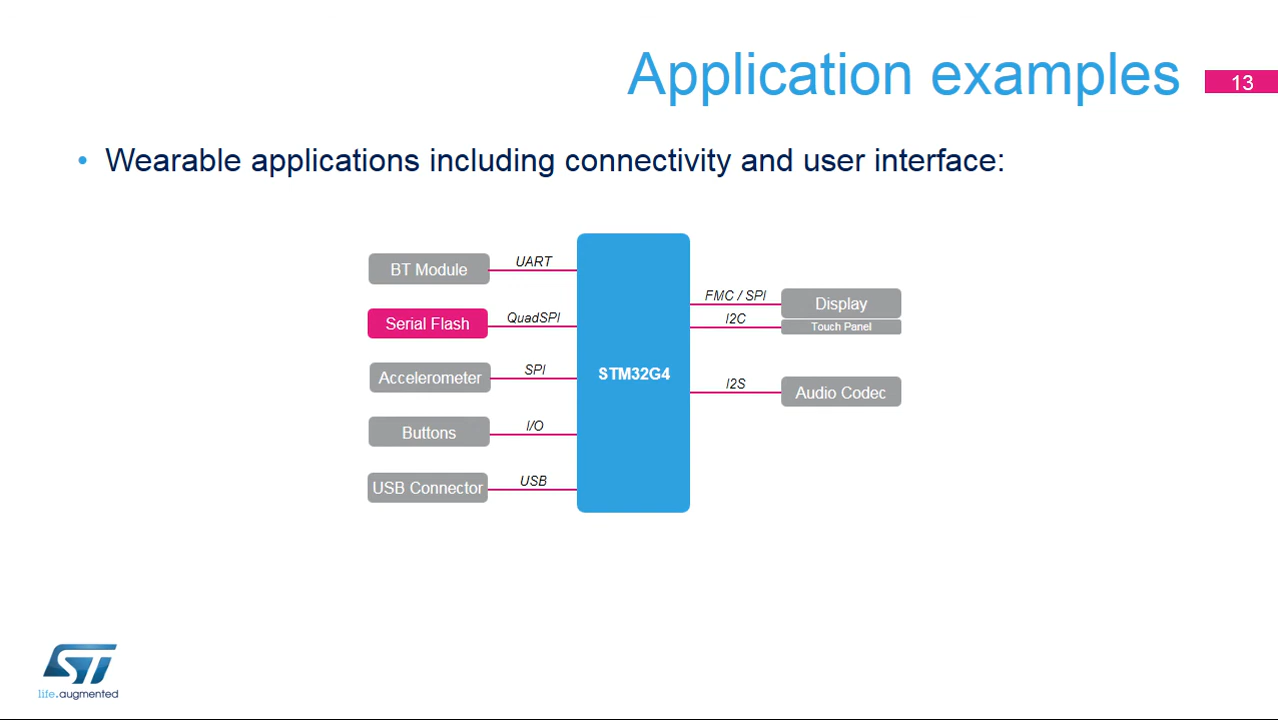 Application examples
13
• Wearable applications including connectivity and user interface:
BT Module
UART
Serial Flash
QuadSPI
Accelerometer
SPI
Buttons
I/O
USB Connector
USB
STM32G4
FMC / SPI
Display
I2C
Touch Panel
I2S
Audio Codec
ST
life.augmented